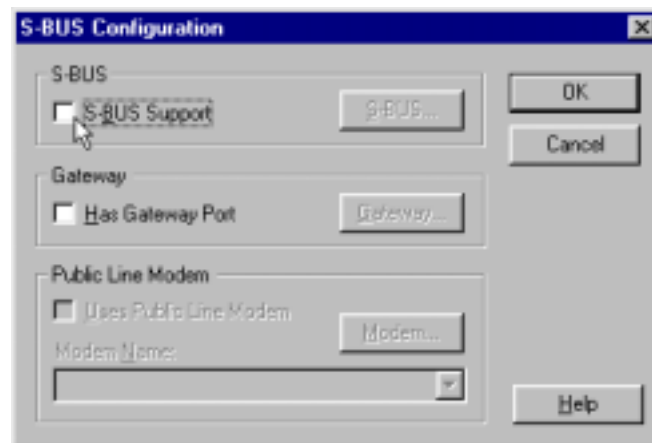 S-BUS Configuration
S-BUS
S-BUS Support
S-BUS...
OK
Cancel
Gateway
Has Gateway Port
Gateway...
Public Line Modem
Uses Public Line Modem
Modem...
Modem Name:
Help